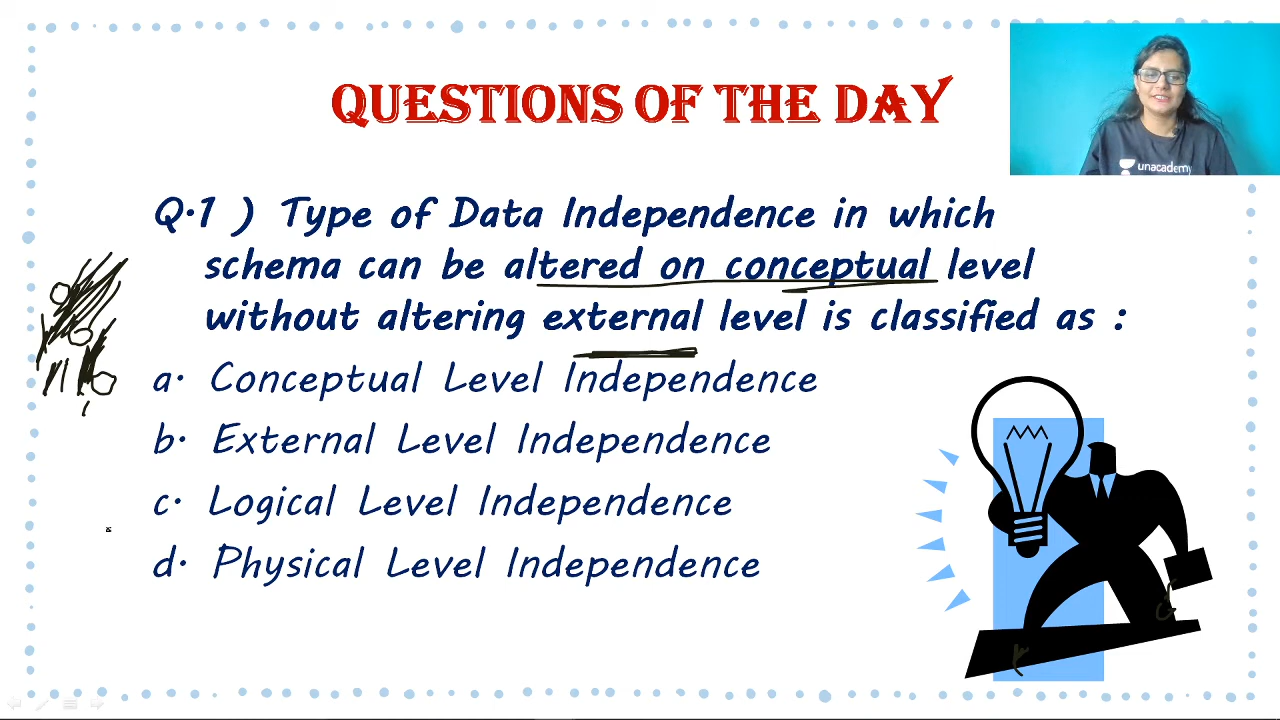 QUESTIONS OF THE DAY
unacademy
Q.1 ) Type of Data Independence in which
schema can be altered on conceptual level
without altering external level is classified as :
a. Conceptual Level Independence
b. External Level Independence
c. Logical Level Independence
d. Physical Level Independence